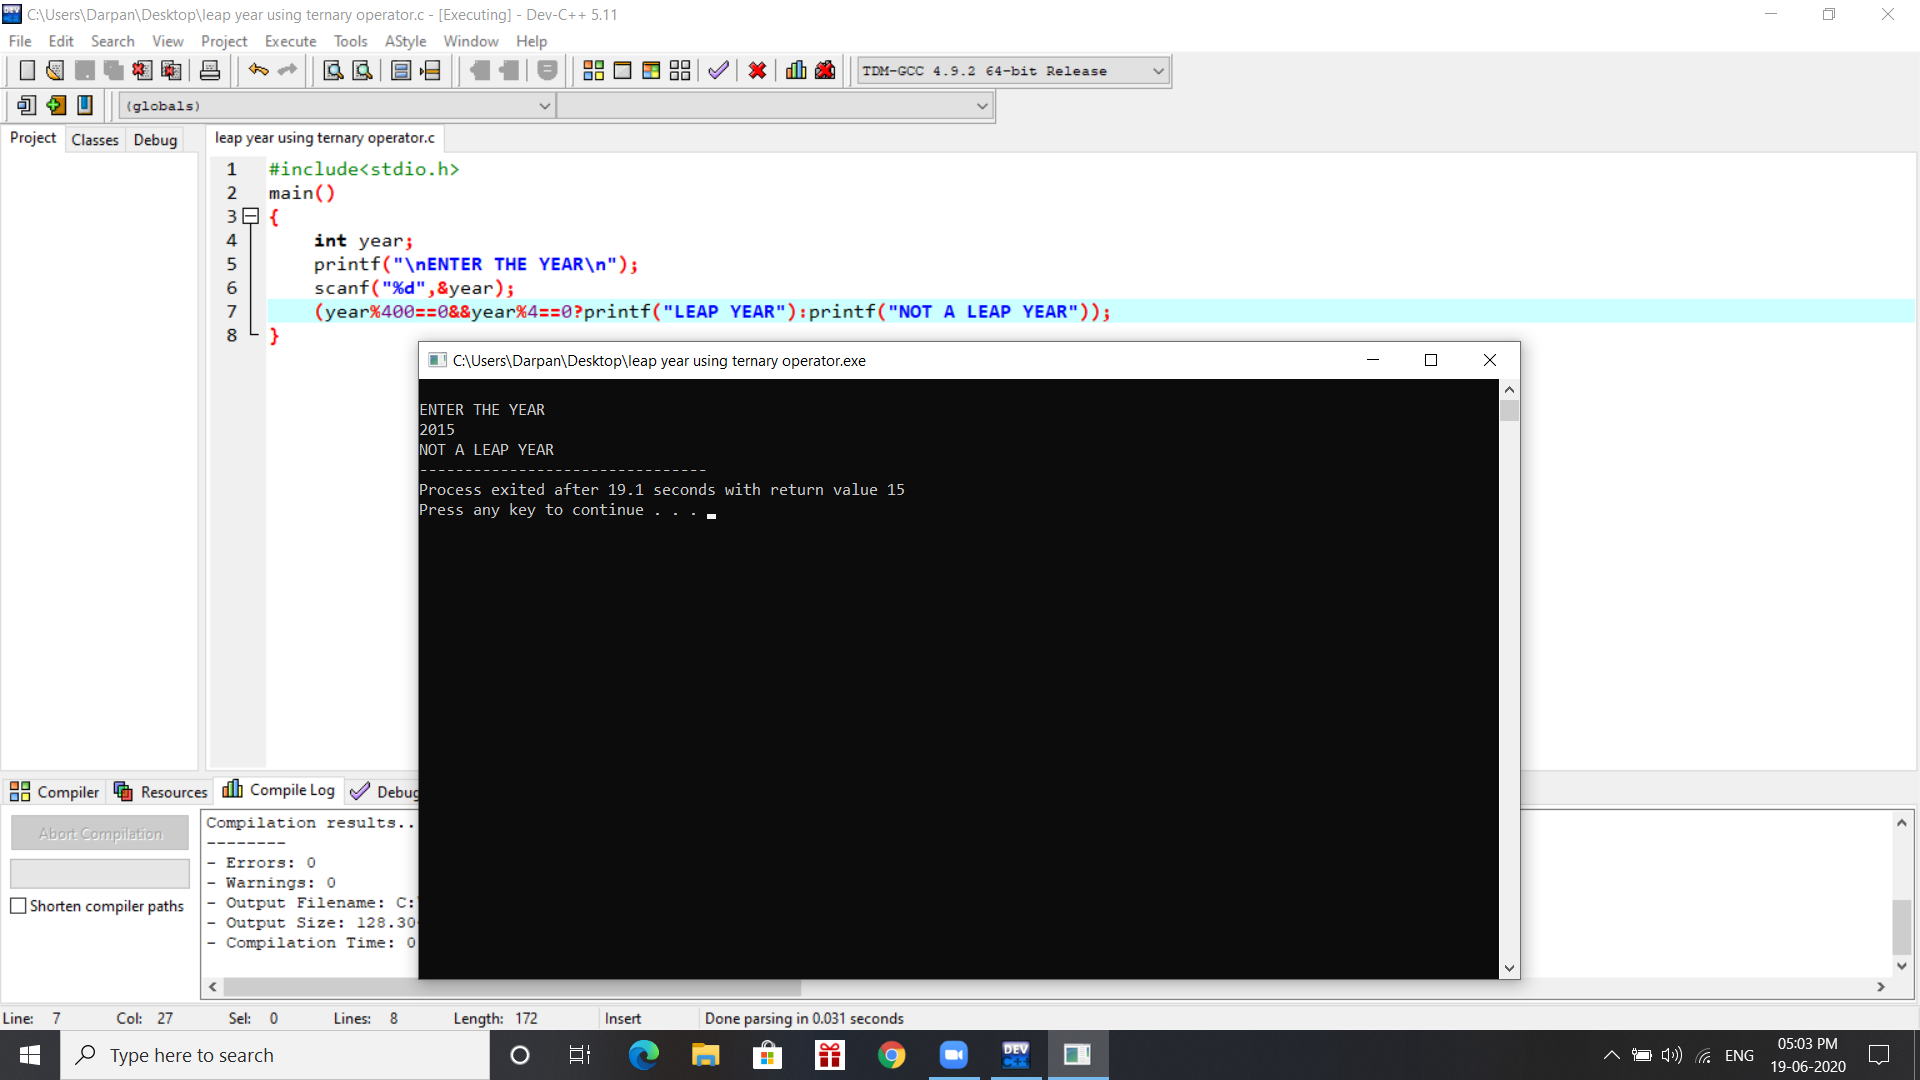 C:\Users\Darpan\Desktop\leap year using ternary operator.c - [Executing] - Dev-C++ 5.11
File Edit Search View Project Execute Tools AStyle Window Help
TDM-GCC 4.9.2 64-bit Release
(globals)
Project Classes Debug
leap year using ternary operator.c
1 #include<stdio.h>
2 main()
3 {
4 int year;
5 printf("\nENTER THE YEAR\n");
6 scanf("%d",&year);
7 (year%400==0&&year%4==0?printf("LEAP YEAR"):printf("NOT A LEAP YEAR"));
8 }
C:\Users\Darpan\Desktop\leap year using ternary operator.exe
ENTER THE YEAR
2015
NOT A LEAP YEAR
--------------------------------
Process exited after 19.1 seconds with return value 15
Press any key to continue . . .
Compiler Resources Compile Log Debug
Abort Compilation
Shorten compiler paths
Compilation results..
--------
- Errors: 0
- Warnings: 0
- Output Filename: C:
- Output Size: 128.30
- Compilation Time: 0
Line: 7 Col: 27 Sel: 0 Lines: 8 Length: 172 Insert Done parsing in 0.031 seconds
Type here to search
DEV C++
ENG
05:03 PM
19-06-2020